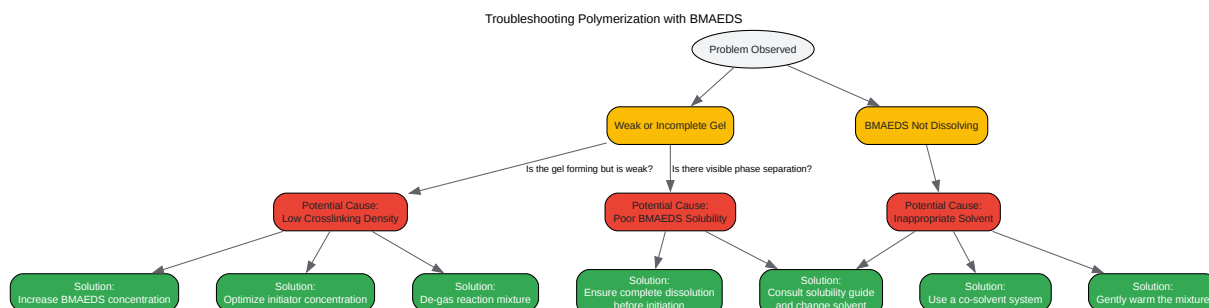 Troubleshooting Polymerization with BMAEDS
Problem Observed
Weak or Incomplete Gel
BMAEDS Not Dissolving
Is the gel forming but is weak?
Is there visible phase separation?
Potential Cause:
Low Crosslinking Density
Potential Cause:
Poor BMAEDS Solubility
Potential Cause:
Inappropriate Solvent
Solution:
Increase BMAEDS concentration
Solution:
Optimize initiator concentration
Solution:
De-gas reaction mixture
Solution:
Ensure complete dissolution
before initiation
Solution:
Consult solubility guide
and change solvent
Solution:
Use a co-solvent system
Solution:
Gently warm the mixture